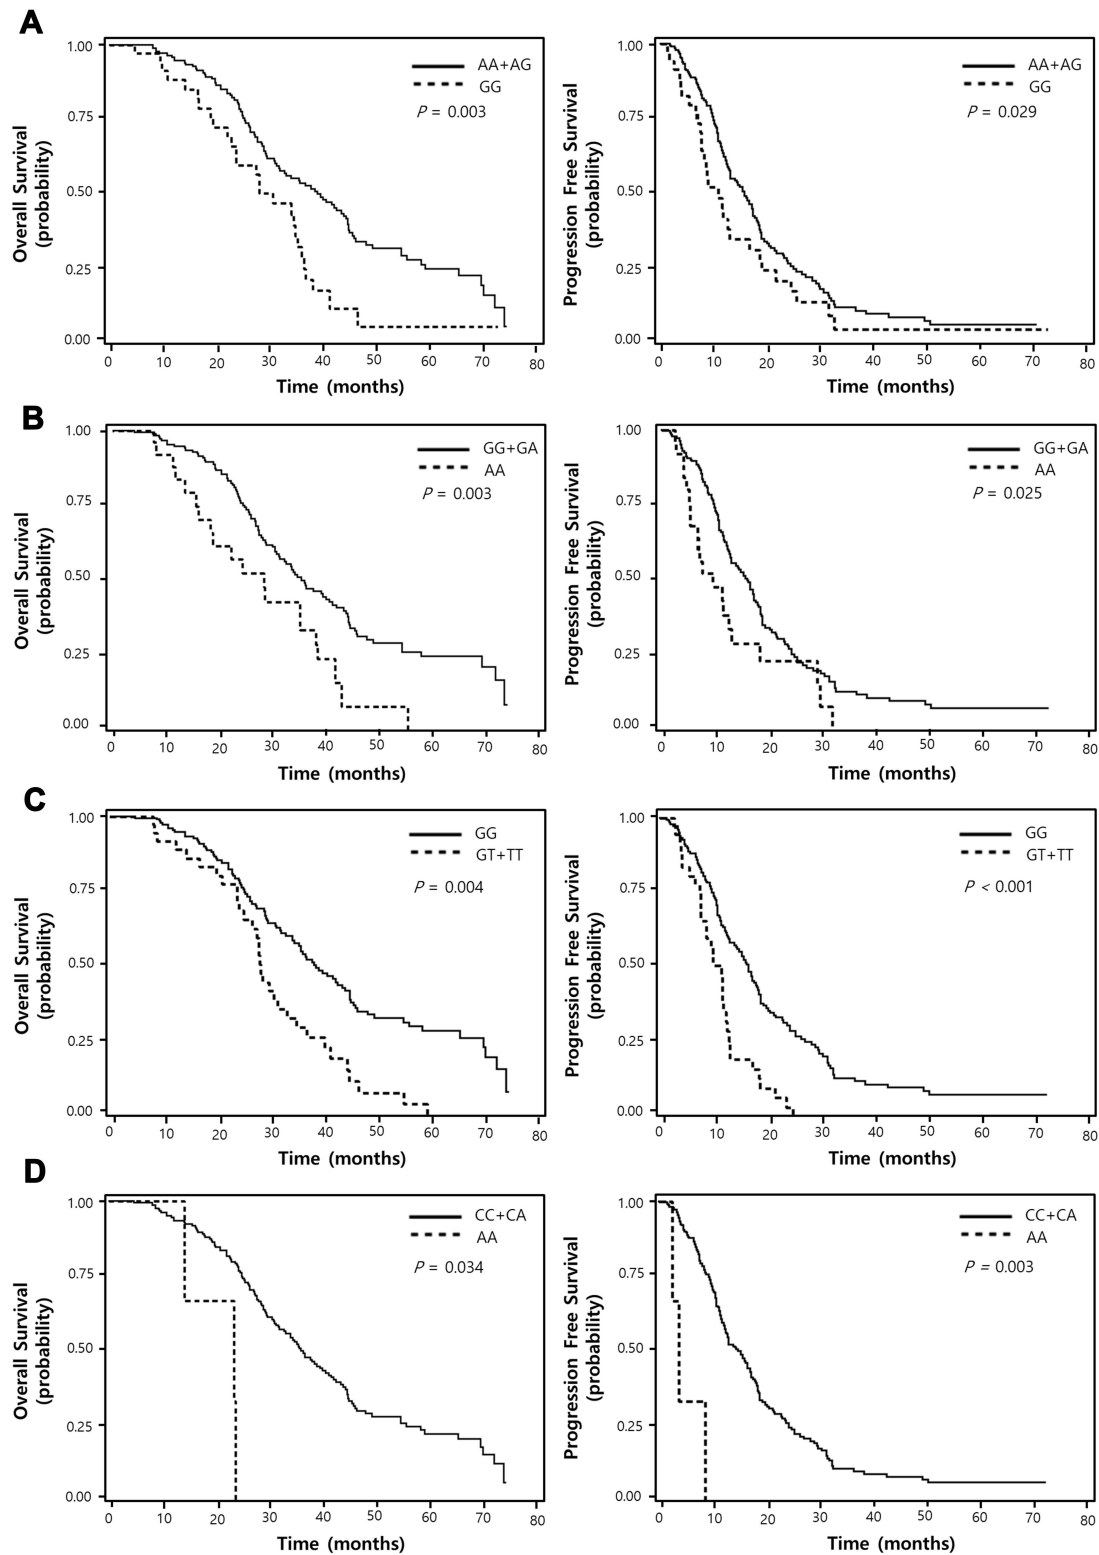 A
Overall Survival
(probability)
1.00
0.75
0.50
0.25
0.00
AA+AG
GG
P = 0.003
0 10 20 30 40 50 60 70 80
Time (months)
Progression Free Survival
(probability)
1.00
0.75
0.50
0.25
0.00
AA+AG
GG
P = 0.029
0 10 20 30 40 50 60 70 80
Time (months)
B
Overall Survival
(probability)
1.00
0.75
0.50
0.25
0.00
GG+GA
AA
P = 0.003
0 10 20 30 40 50 60 70 80
Time (months)
Progression Free Survival
(probability)
1.00
0.75
0.50
0.25
0.00
GG+GA
AA
P = 0.025
0 10 20 30 40 50 60 70 80
Time (months)
C
Overall Survival
(probability)
1.00
0.75
0.50
0.25
0.00
GG
GT+TT
P = 0.004
0 10 20 30 40 50 60 70 80
Time (months)
Progression Free Survival
(probability)
1.00
0.75
0.50
0.25
0.00
GG
GT+TT
P < 0.001
0 10 20 30 40 50 60 70 80
Time (months)
D
Overall Survival
(probability)
1.00
0.75
0.50
0.25
0.00
CC+CA
AA
P = 0.034
0 10 20 30 40 50 60 70 80
Time (months)
Progression Free Survival
(probability)
1.00
0.75
0.50
0.25
0.00
CC+CA
AA
P = 0.003
0 10 20 30 40 50 60 70 80
Time (months)